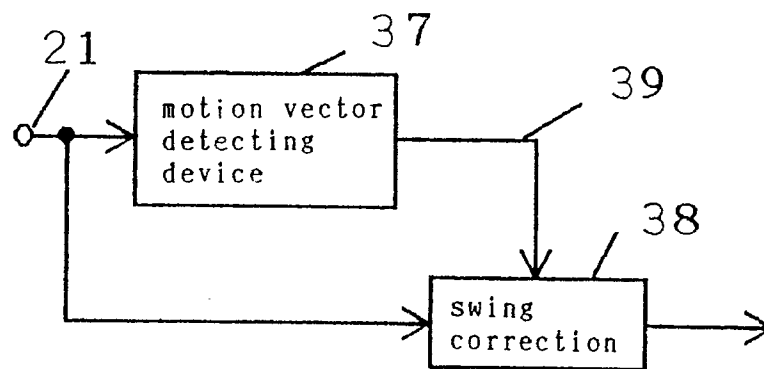 37
21
39
motion vector
detecting
device
38
swing
correction